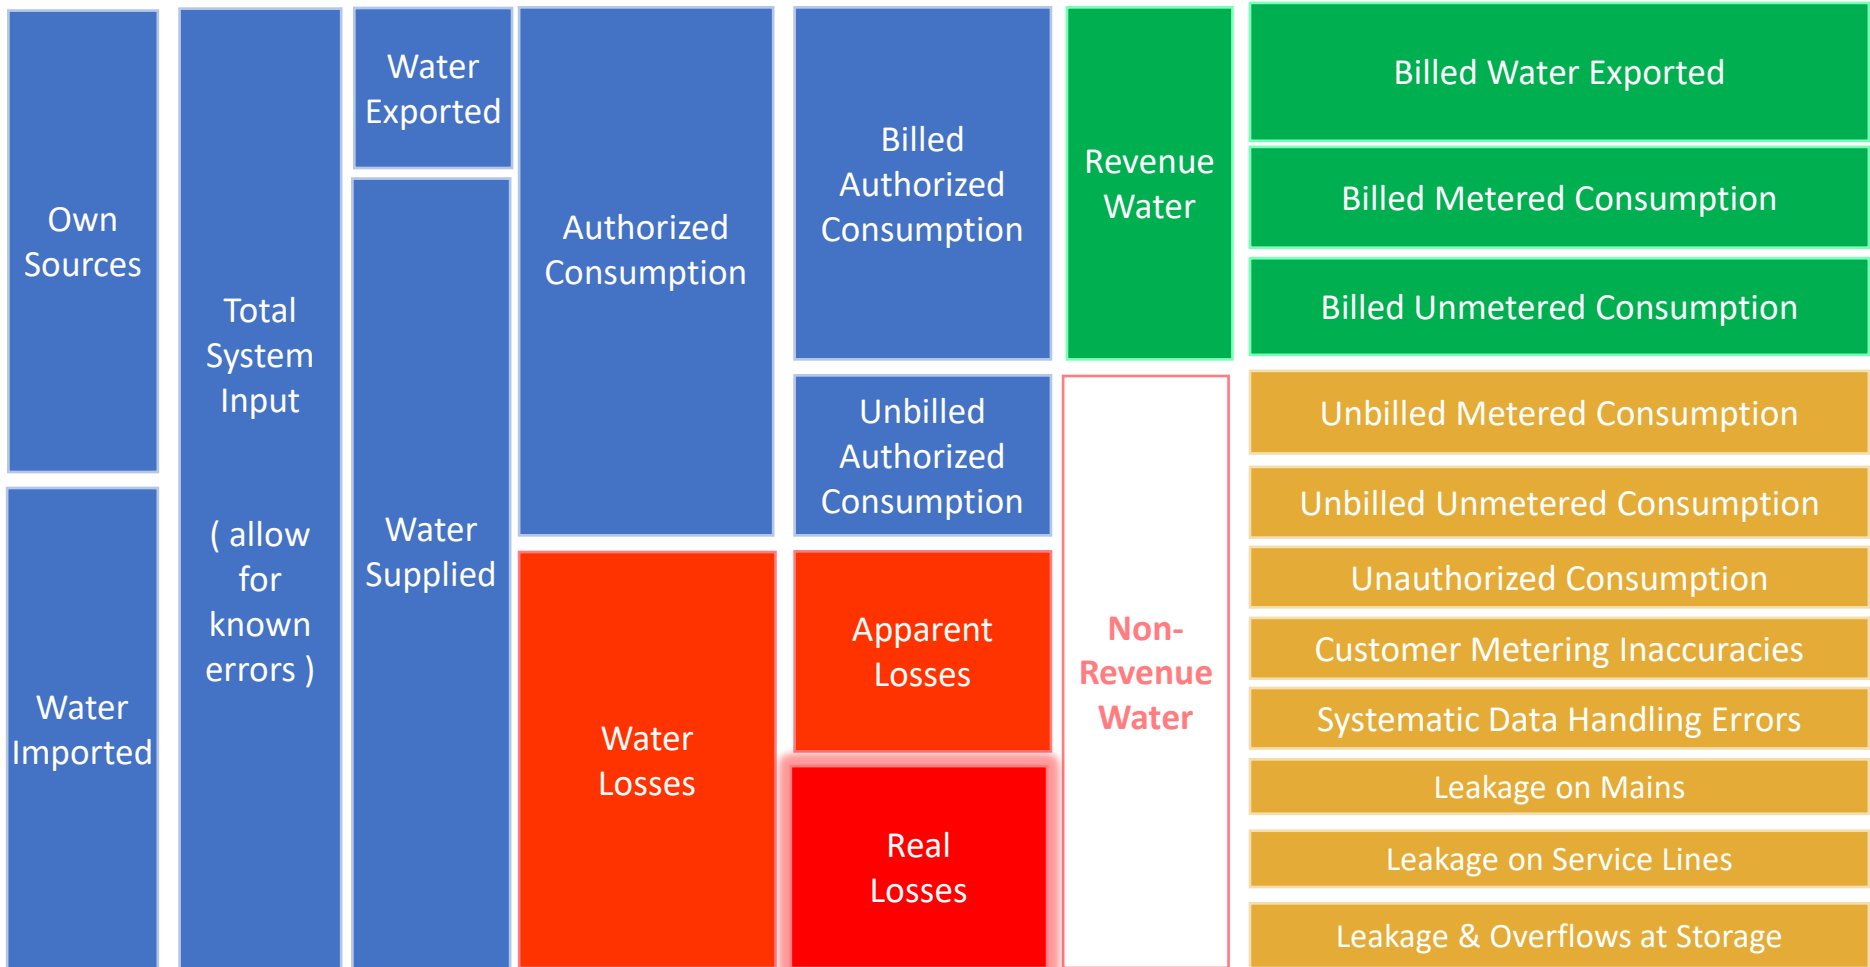 Own
Sources
Water
Imported
Total
System
Input
( allow
for
known
errors )
Water
Exported
Water
Supplied
Authorized
Consumption
Water
Losses
Billed
Authorized
Consumption
Unbilled
Authorized
Consumption
Apparent
Losses
Real
Losses
Revenue
Water
Non-
Revenue
Water
Billed Water Exported
Billed Metered Consumption
Billed Unmetered Consumption
Unbilled Metered Consumption
Unbilled Unmetered Consumption
Unauthorized Consumption
Customer Metering Inaccuracies
Systematic Data Handling Errors
Leakage on Mains
Leakage on Service Lines
Leakage & Overflows at Storage